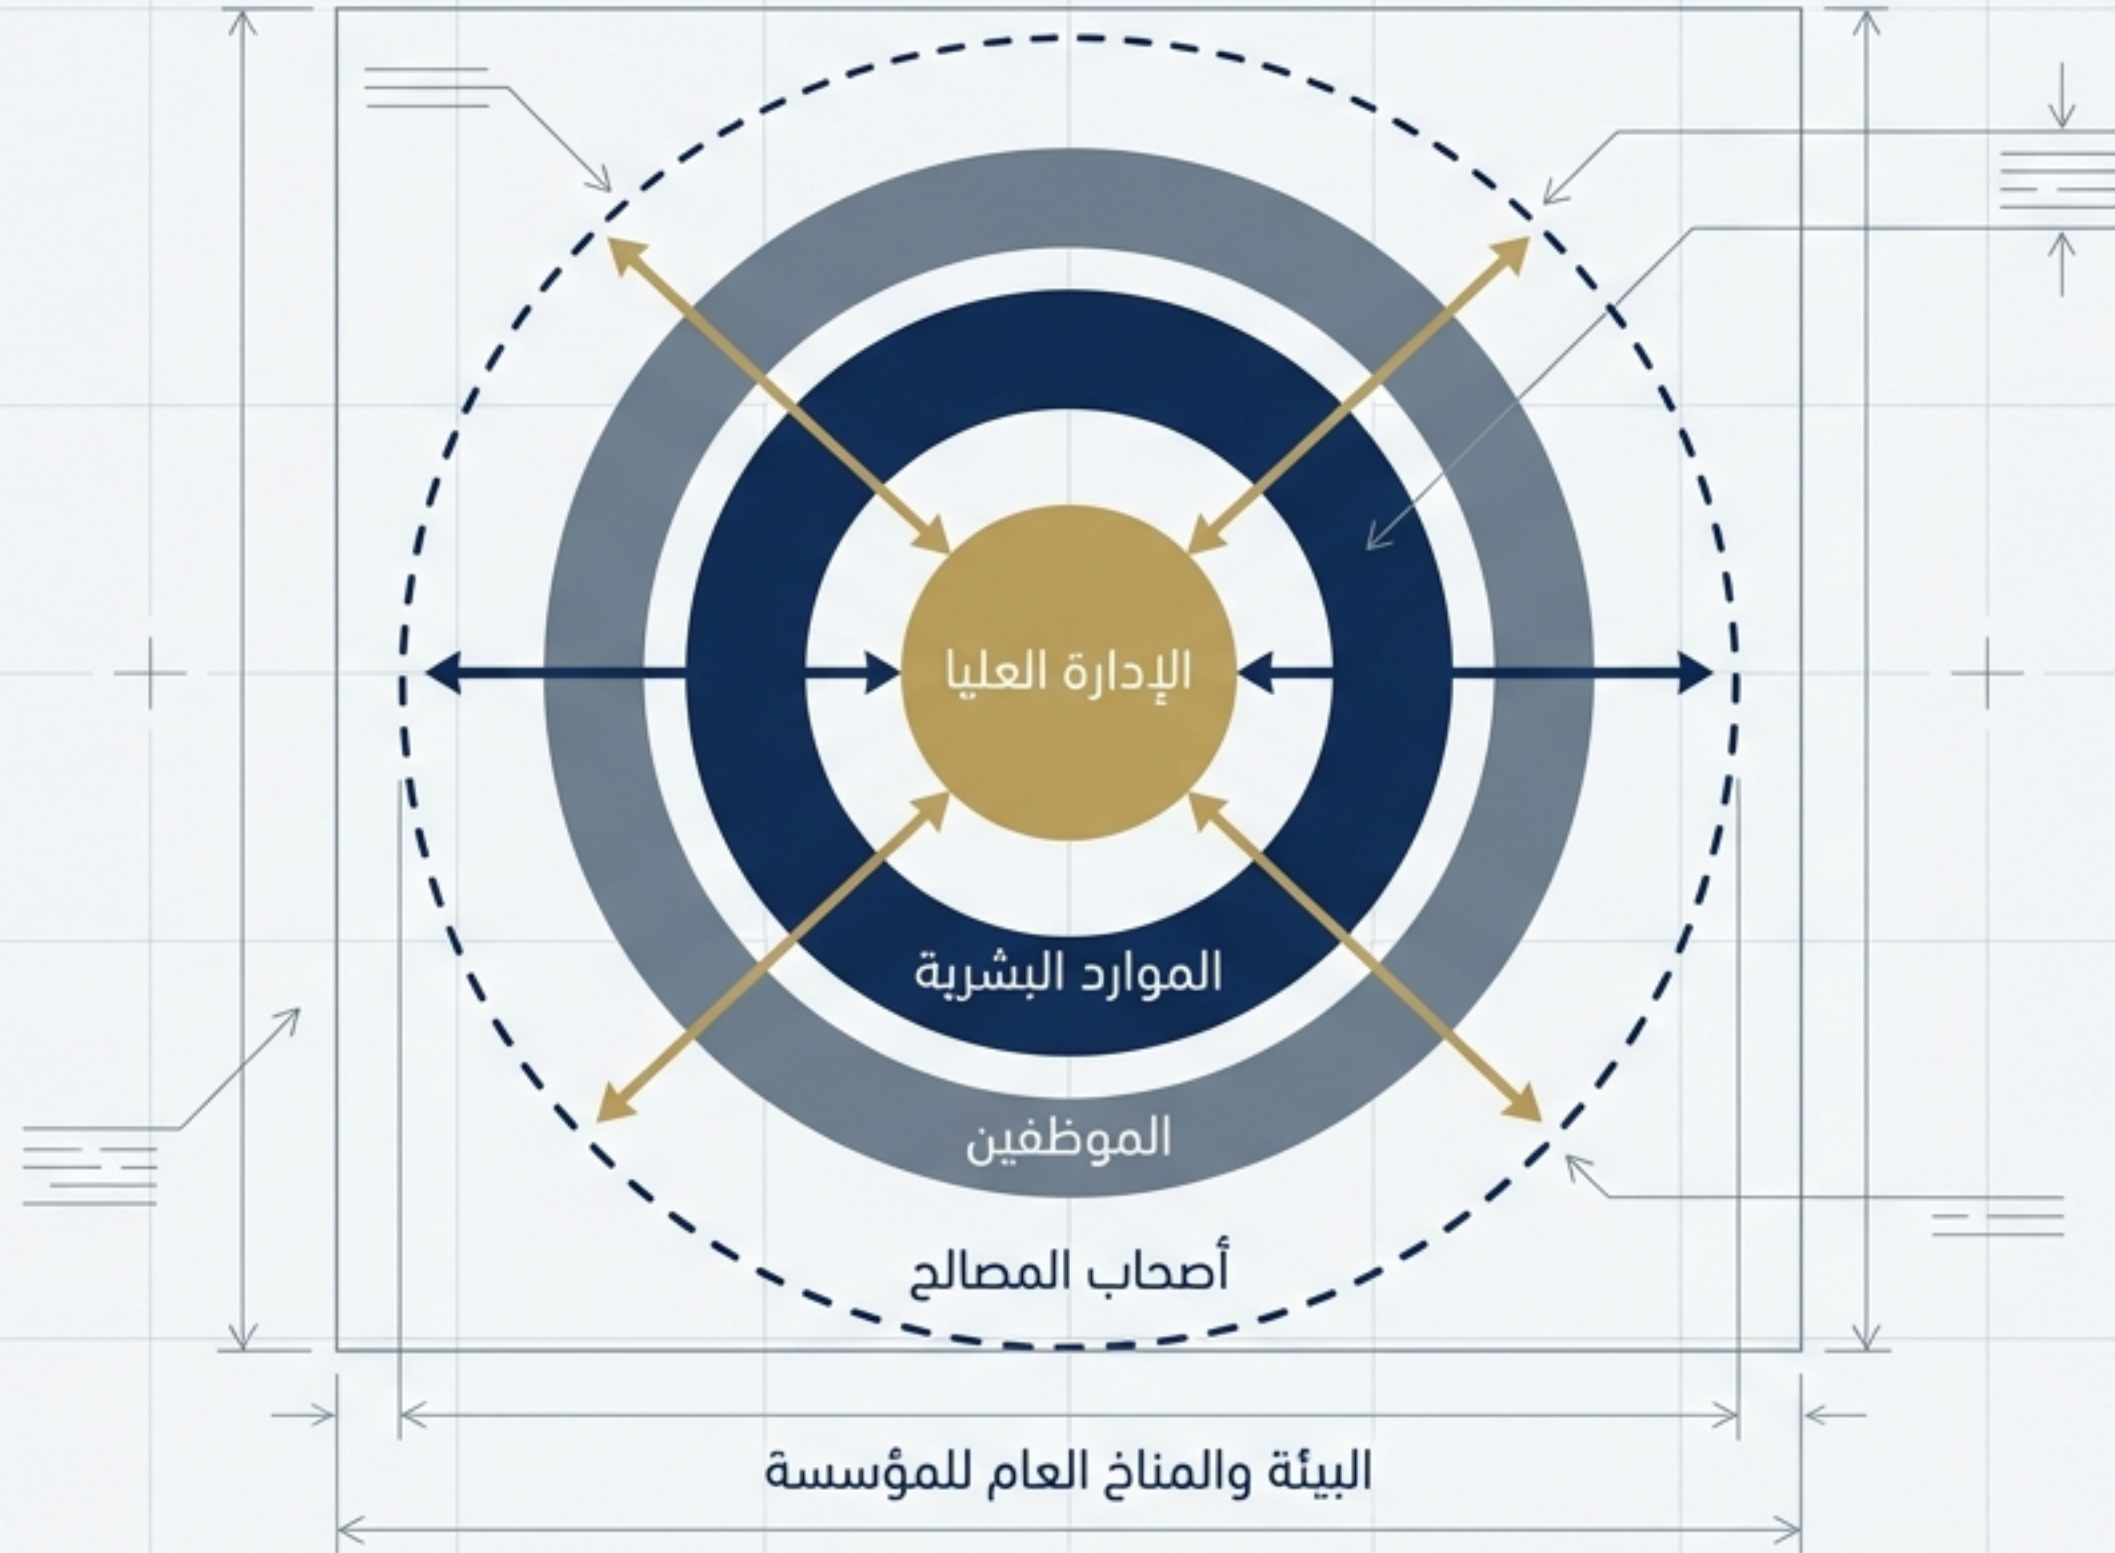 الإدارة العليا
الموارد البشرية
الموظفين
أصحاب المصالح
البيئة والمناخ العام للمؤسسة